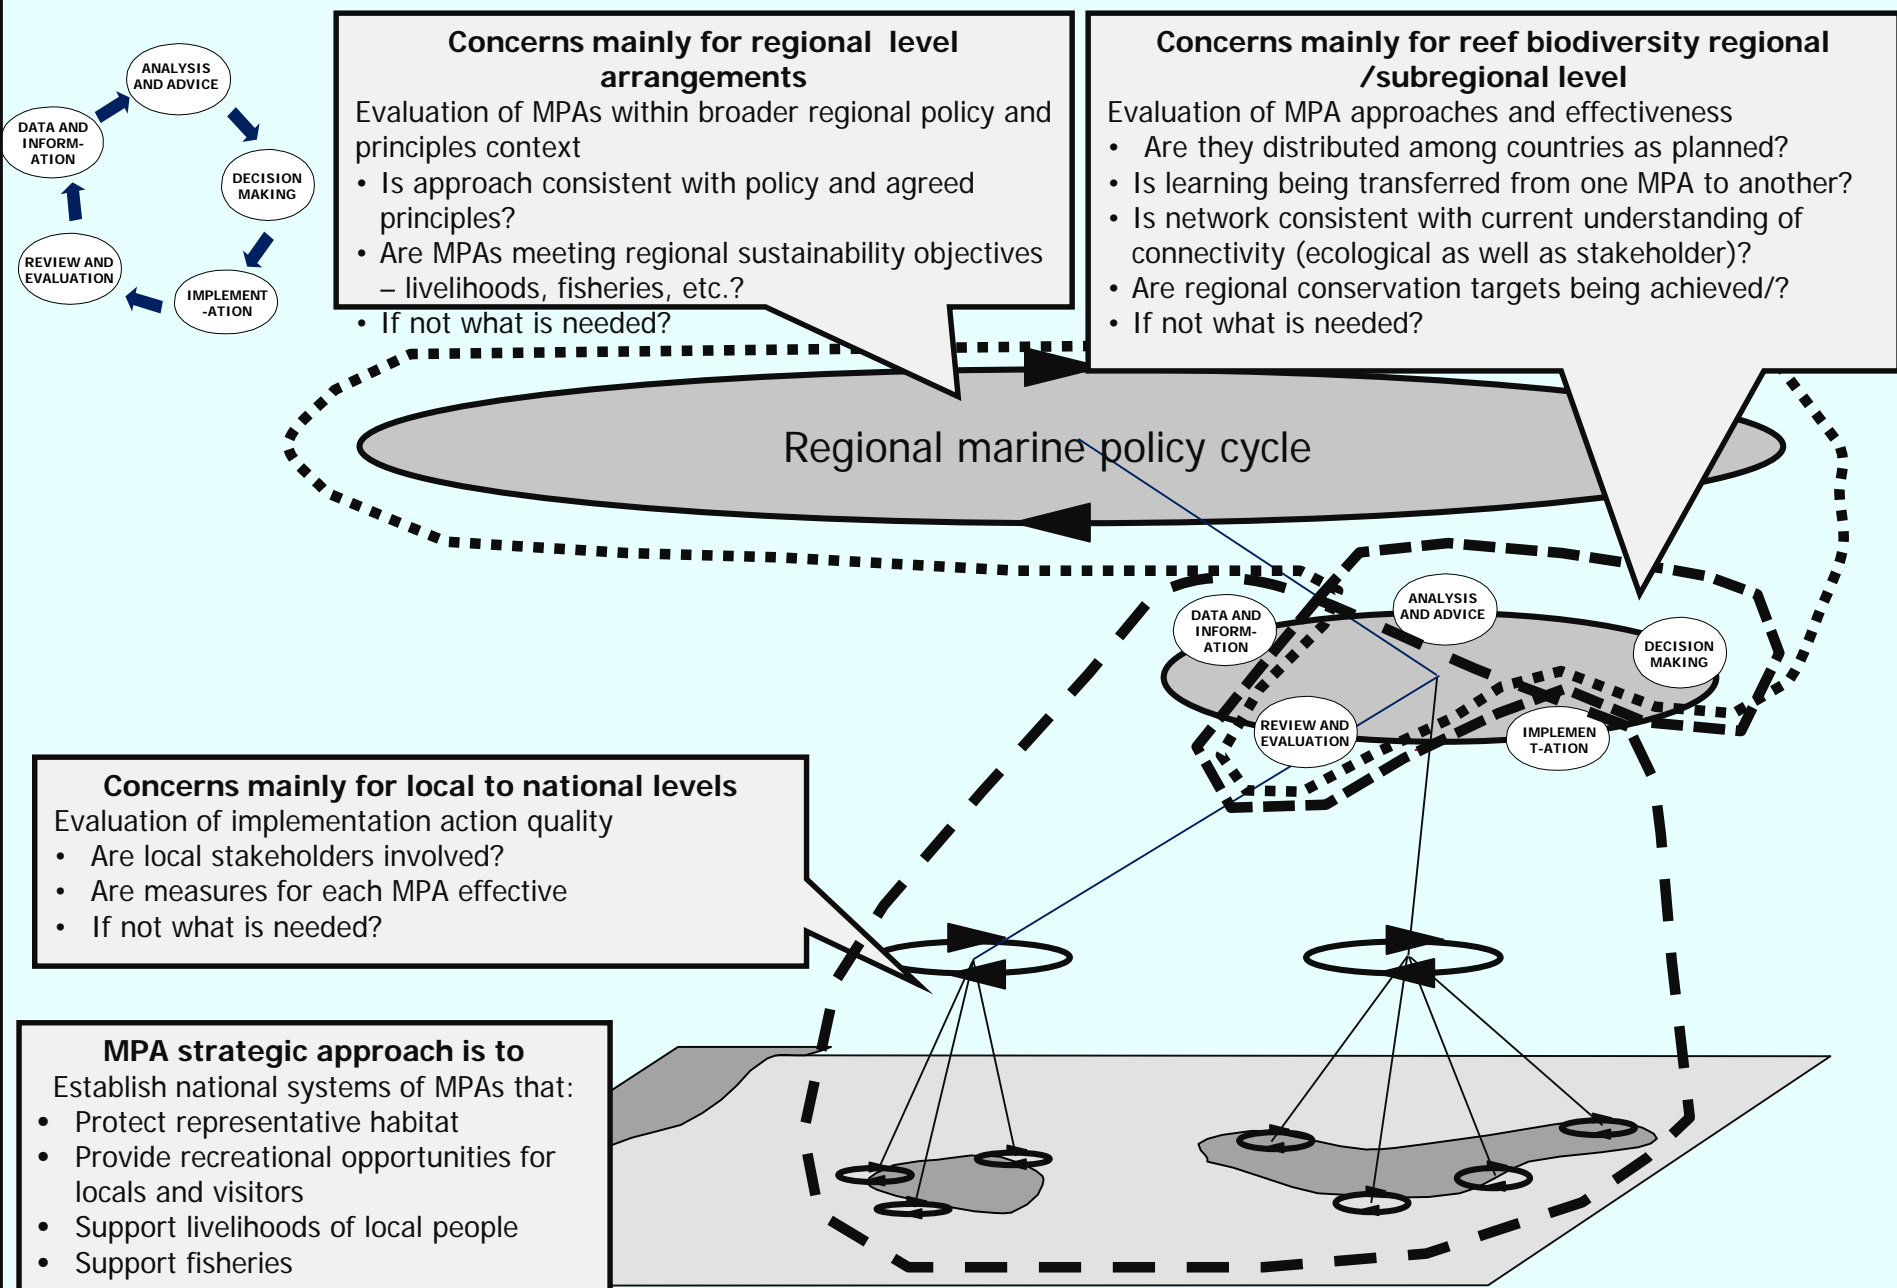 ANALYSIS
AND ADVICE
DATA AND
INFORM-
ATION
DECISION
MAKING
REVIEW AND
EVALUATION
IMPLEMENT
-ATION
Concerns mainly for regional level
arrangements
Evaluation of MPAs within broader regional policy and
principles context
• Is approach consistent with policy and agreed
principles?
• Are MPAs meeting regional sustainability objectives
– livelihoods, fisheries, etc.?
• If not what is needed?
Concerns mainly for reef biodiversity regional
/subregional level
Evaluation of MPA approaches and effectiveness
• Are they distributed among countries as planned?
• Is learning being transferred from one MPA to another?
• Is network consistent with current understanding of
connectivity (ecological as well as stakeholder)?
• Are regional conservation targets being achieved/?
• If not what is needed?
Regional marine policy cycle
DATA AND
INFORM-
ATION
ANALYSIS
AND ADVICE
DECISION
MAKING
REVIEW AND
EVALUATION
IMPLEMEN
T-ATION
Concerns mainly for local to national levels
Evaluation of implementation action quality
• Are local stakeholders involved?
• Are measures for each MPA effective
• If not what is needed?
MPA strategic approach is to
Establish national systems of MPAs that:
• Protect representative habitat
• Provide recreational opportunities for
locals and visitors
• Support livelihoods of local people
• Support fisheries